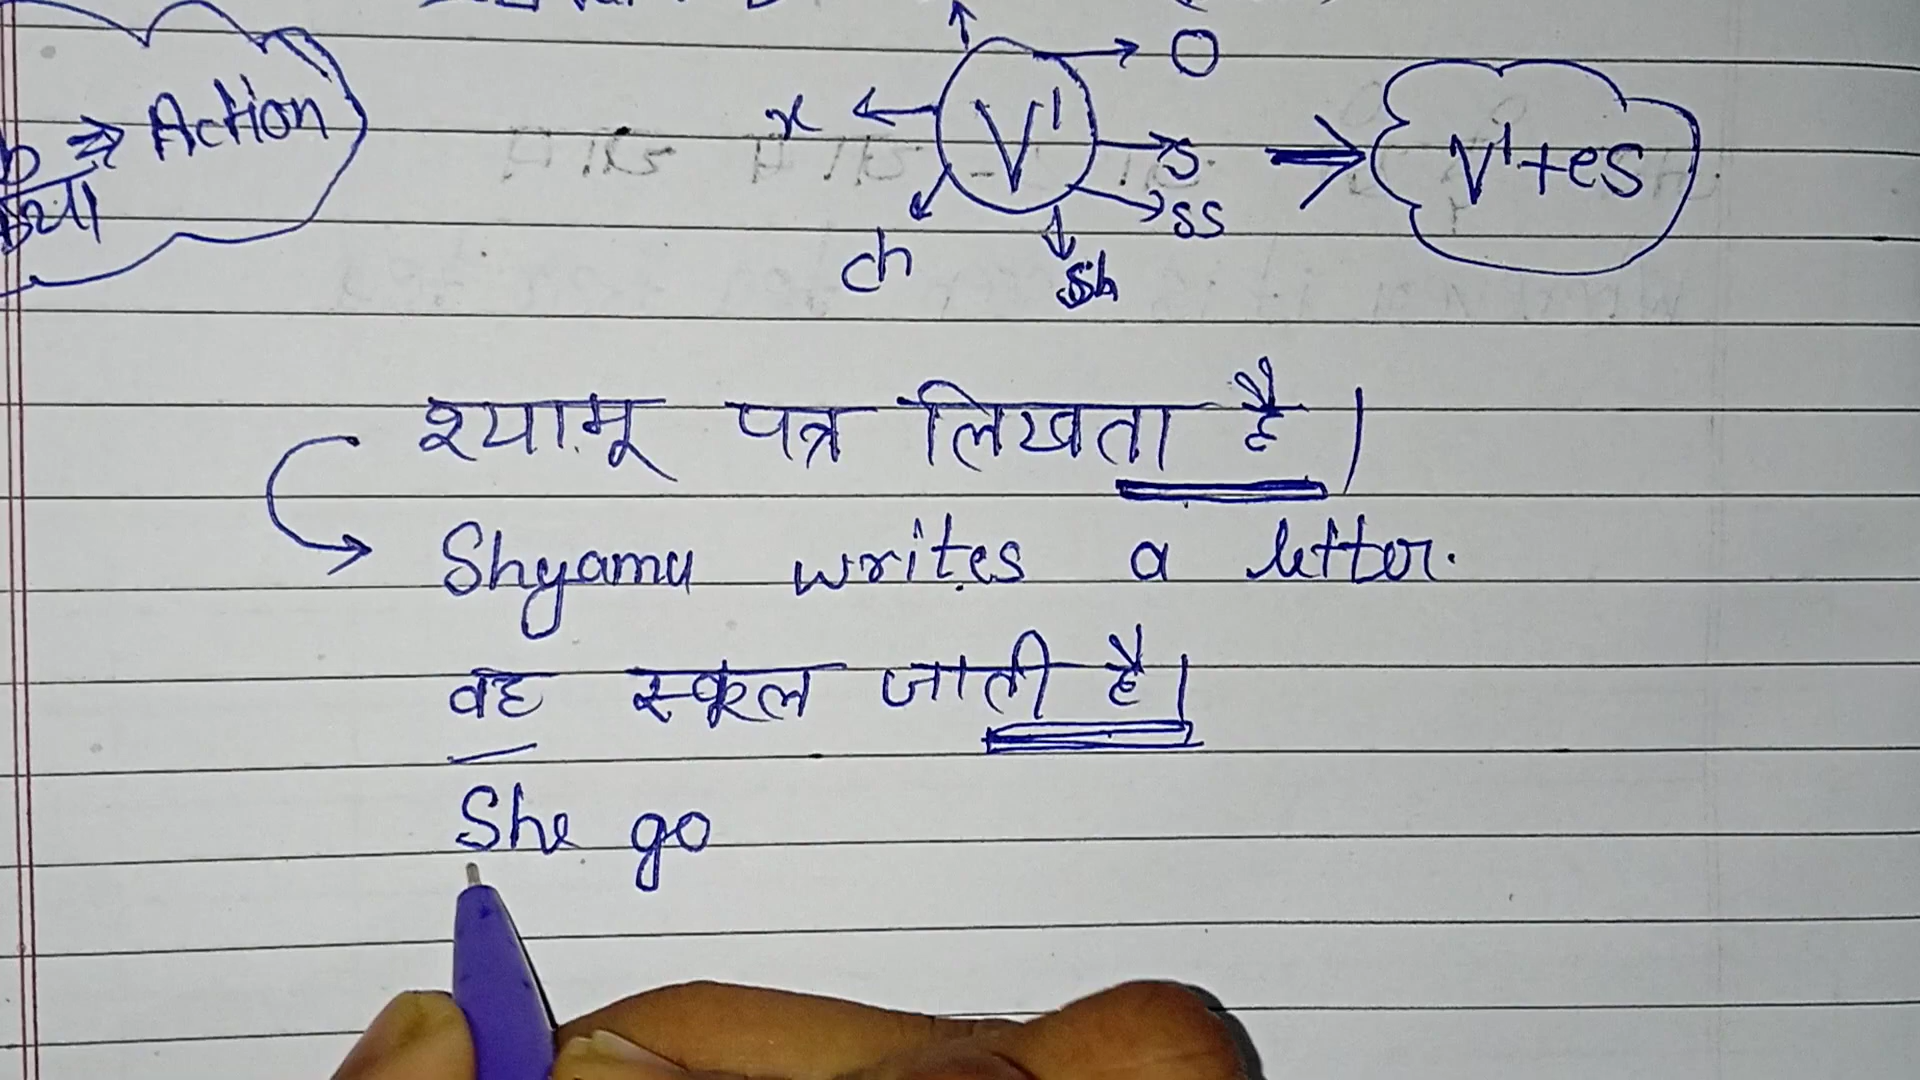 ⇒ Action
V¹
O
x
S
SS
ch
Sh
⇒ V¹+es
श्यामू पत्र लिखता है।
Shyamu writes a letter.
वह स्कूल जाती है।
She go